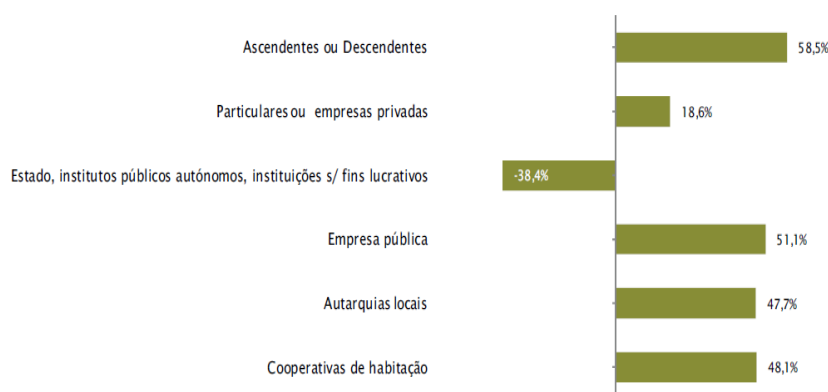 Ascendentes ou Descendentes 58,5%
Particulares ou empresas privadas 18,6%
Estado, institutos públicos autónomos, instituições s/ fins lucrativos -38,4%
Empresa pública 51,1%
Autarquias locais 47,7%
Cooperativas de habitação 48,1%